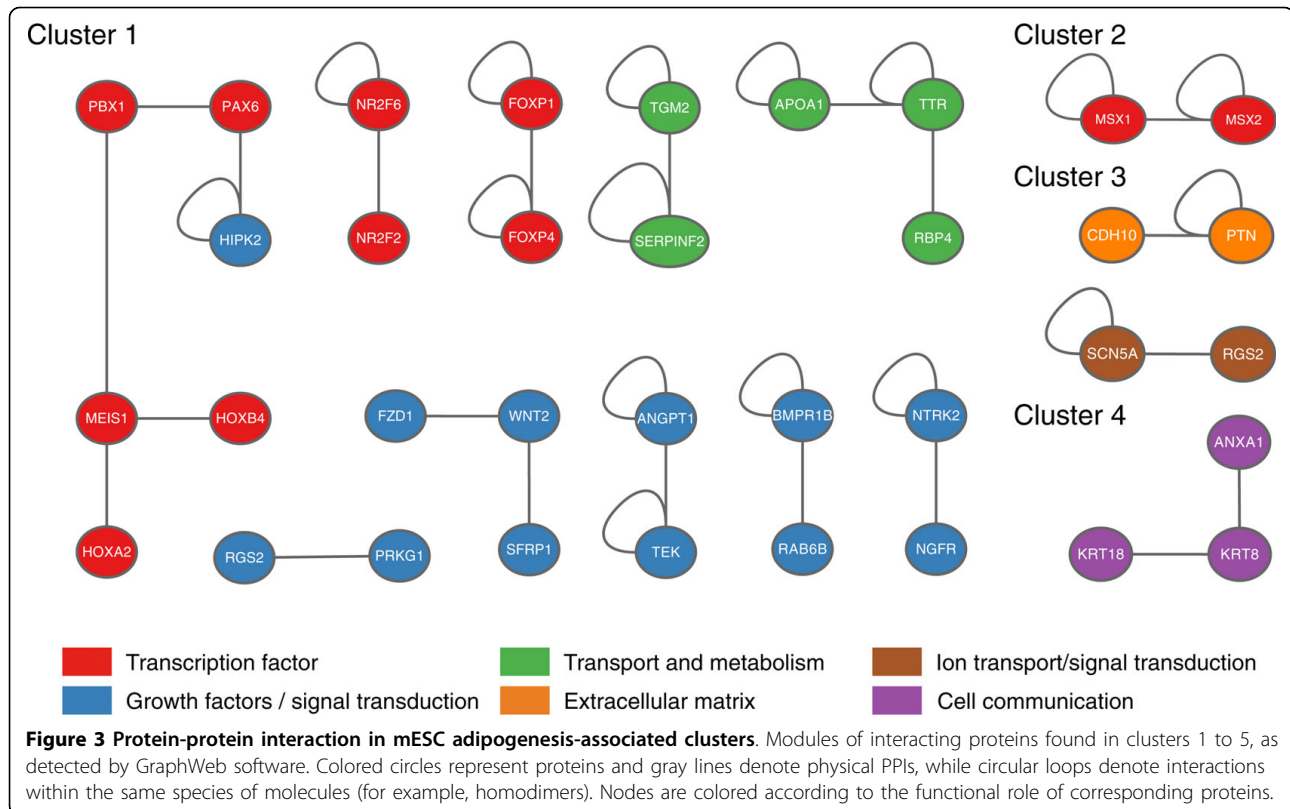 Cluster 1
Cluster 2
PBX1 PAX6 NR2F6 FOXP1 TGM2 APOA1 TTR MSX1 MSX2
Cluster 3
HIPK2 NR2F2 FOXP4 SERPINF2 RBP4 CDH10 PTN
SCN5A RGS2
Cluster 4
MEIS1 HOXB4 FZD1 WNT2 ANGPT1 BMPR1B NTRK2 ANXA1
HOXA2 RGS2 PRKG1 SFRP1 TEK RAB6B NGFR KRT18 KRT8
Transcription factor Transport and metabolism Ion transport/signal transduction
Growth factors / signal transduction Extracellular matrix Cell communication
Figure 3 Protein-protein interaction in mESC adipogenesis-associated clusters. Modules of interacting proteins found in clusters 1 to 5, as
detected by GraphWeb software. Colored circles represent proteins and gray lines denote physical PPIs, while circular loops denote interactions
within the same species of molecules (for example, homodimers). Nodes are colored according to the functional role of corresponding proteins.